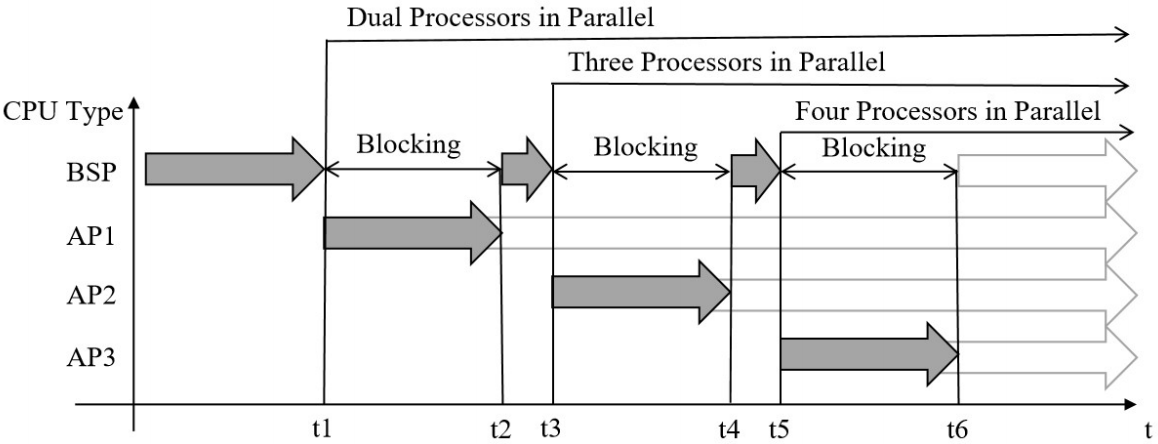 Dual Processors in Parallel
Three Processors in Parallel
CPU Type
Four Processors in Parallel
Blocking
Blocking
Blocking
BSP
AP1
AP2
AP3
t1
t2
t3
t4
t5
t6
t